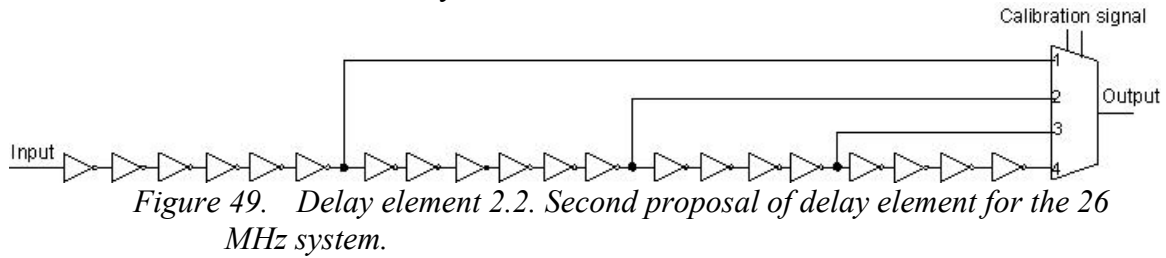 Calibration signal
1
2
Output
3
Input
4
Figure 49. Delay element 2.2. Second proposal of delay element for the 26
MHz system.